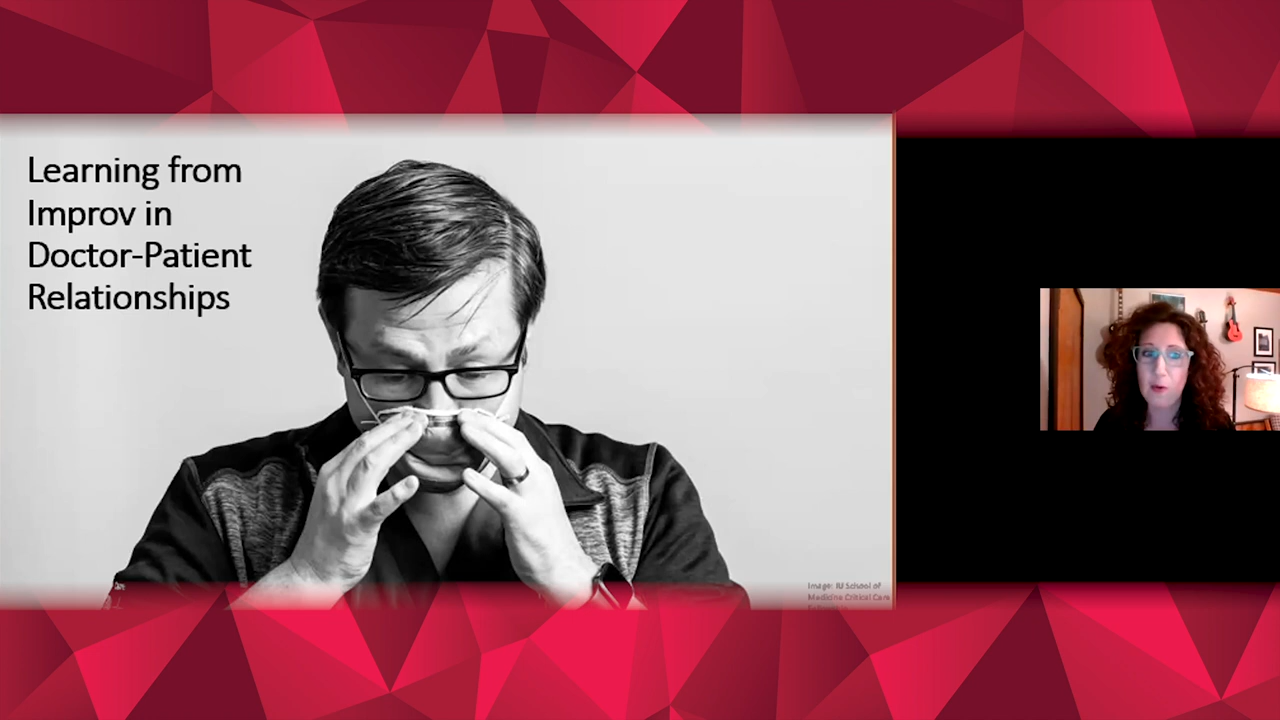 Learning from
Improv in
Doctor-Patient
Relationships
Image: IU School of
Medicine Critical Care